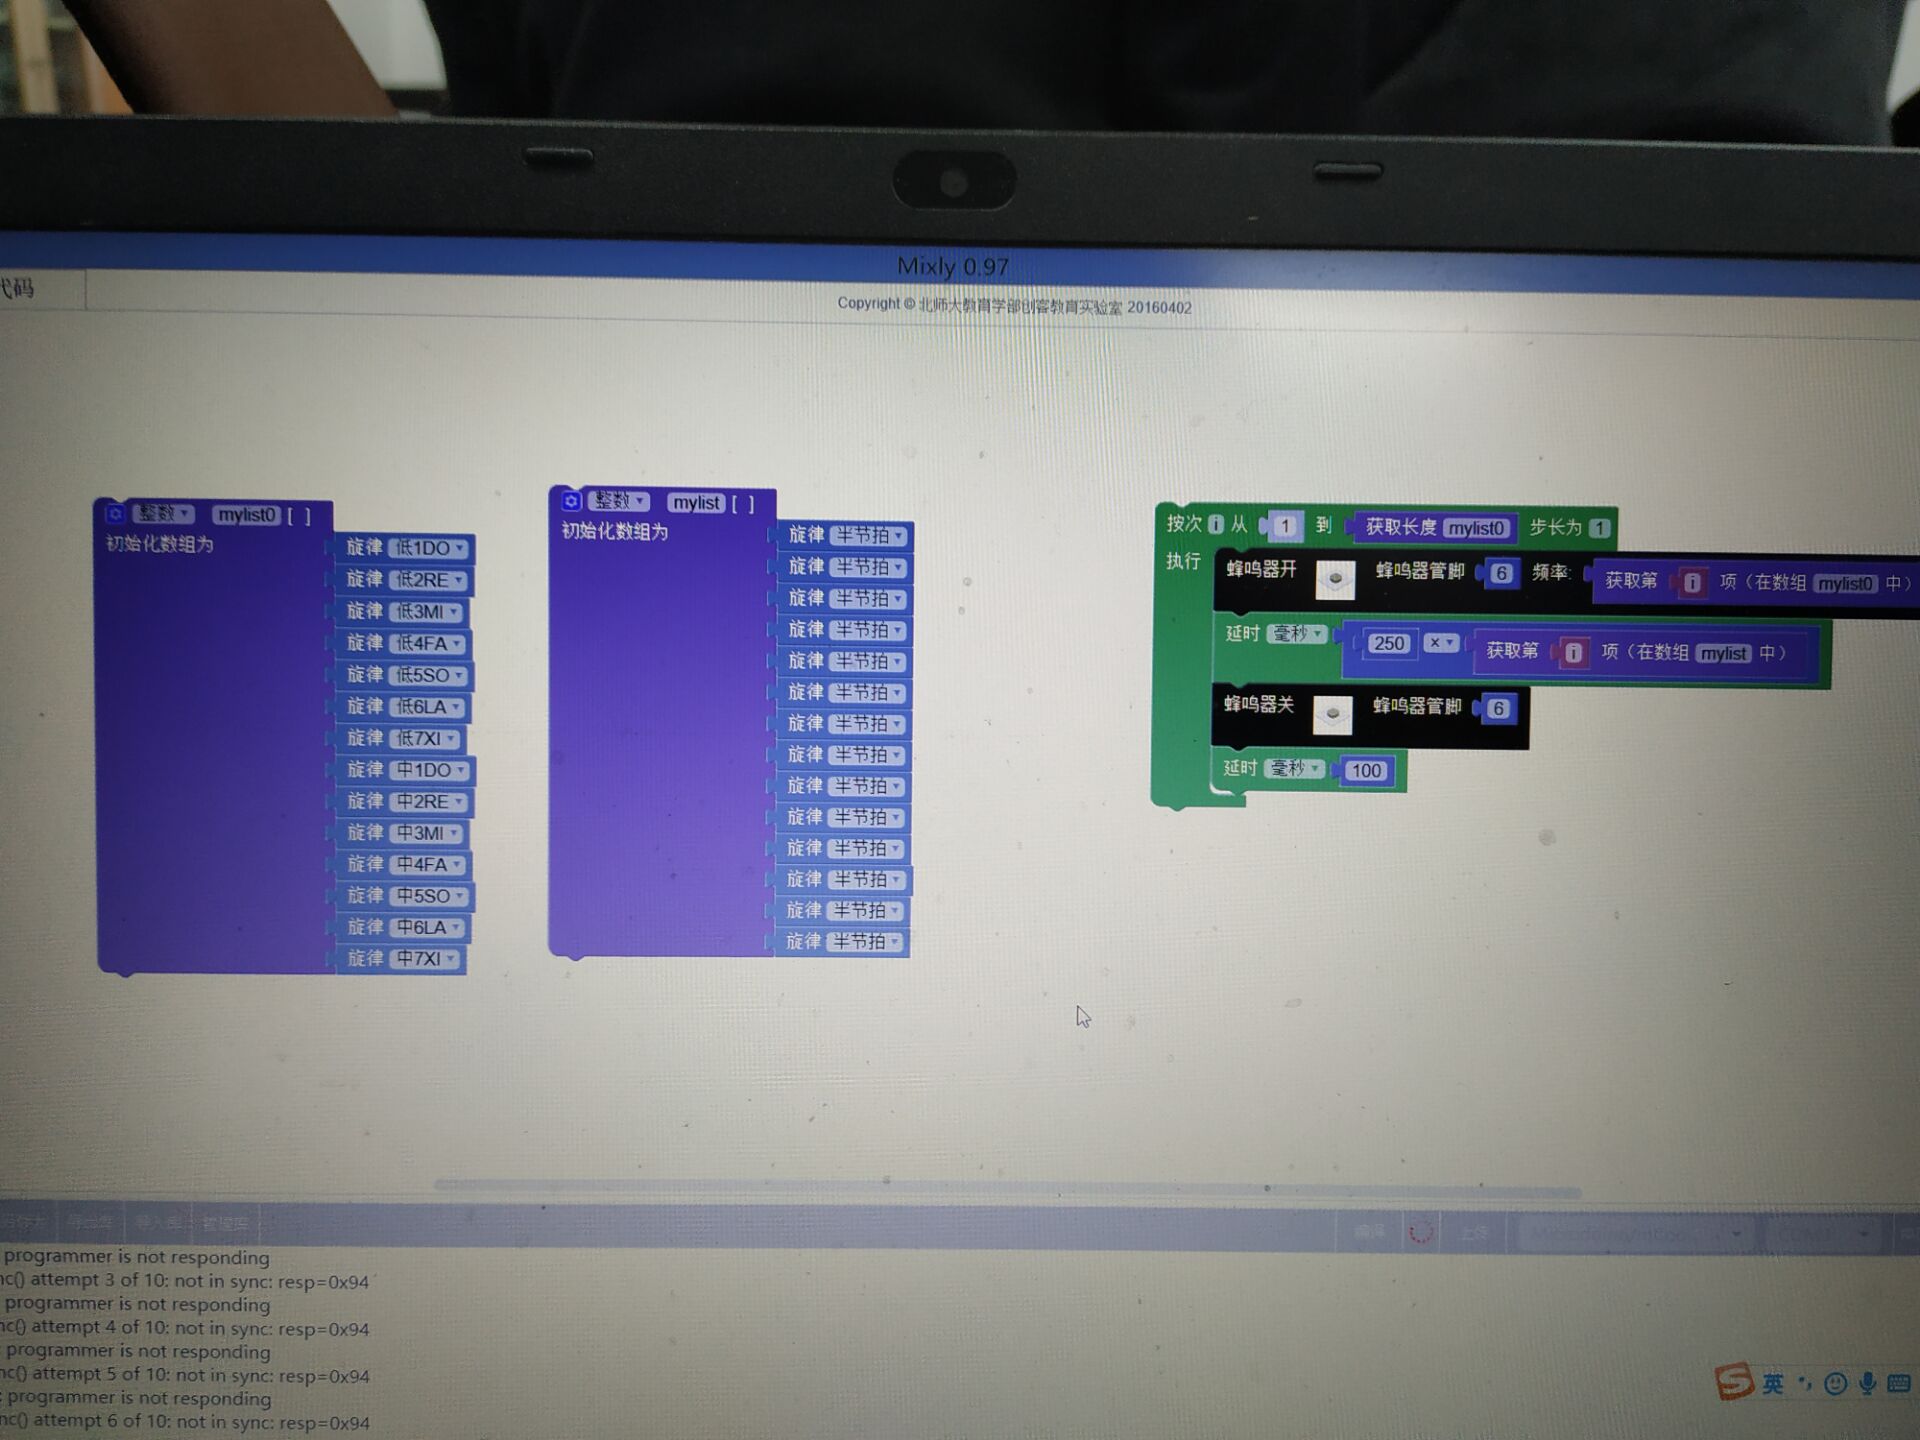 Mixly 0.97
代码
Copyright © 北师大教育学部创客教育实验室 20160402
整数 mylist0 [ ]
初始化数组为
旋律 低1DO
旋律 低2RE
旋律 低3MI
旋律 低4FA
旋律 低5SO
旋律 低6LA
旋律 低7XI
旋律 中1DO
旋律 中2RE
旋律 中3MI
旋律 中4FA
旋律 中5SO
旋律 中6LA
旋律 中7XI
整数 mylist [ ]
初始化数组为
旋律 半节拍
旋律 半节拍
旋律 半节拍
旋律 半节拍
旋律 半节拍
旋律 半节拍
旋律 半节拍
旋律 半节拍
旋律 半节拍
旋律 半节拍
旋律 半节拍
旋律 半节拍
旋律 半节拍
旋律 半节拍
按次 i 从 1 到 获取长度 mylist0 步长为 1
执行 蜂鸣器开 蜂鸣器管脚 6 频率: 获取第 i 项（在数组 mylist0 中）
延时 毫秒 250 × 获取第 i 项（在数组 mylist 中）
蜂鸣器关 蜂鸣器管脚 6
延时 毫秒 100
导入库 管理库
编译 上传
programmer is not responding
nc() attempt 3 of 10: not in sync: resp=0x94
programmer is not responding
nc() attempt 4 of 10: not in sync: resp=0x94
: programmer is not responding
nc() attempt 5 of 10: not in sync: resp=0x94
: programmer is not responding
nc() attempt 6 of 10: not in sync: resp=0x94
S 英